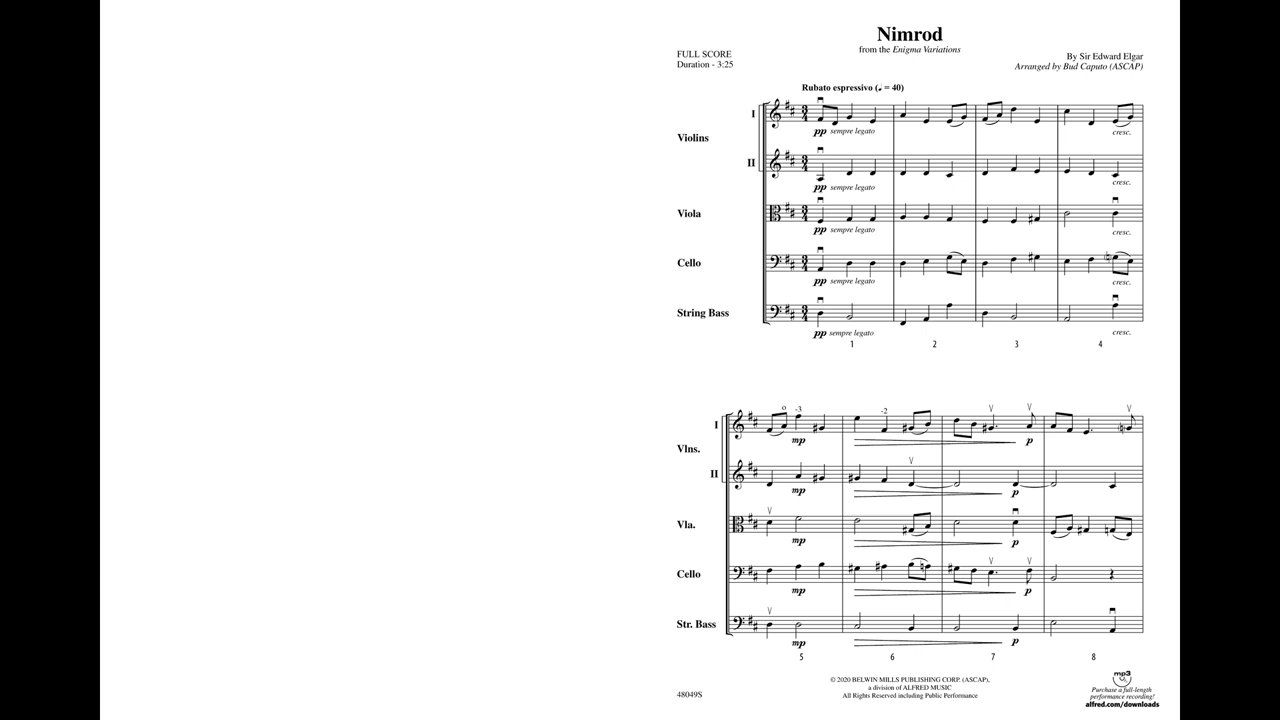 Nimrod
from the Enigma Variations
FULL SCORE
Duration - 3:25
By Sir Edward Elgar
Arranged by Bud Caputo (ASCAP)
Rubato espressivo (♩ = 40)
I
Violins
pp sempre legato
cresc.
II
pp sempre legato
cresc.
Viola
pp sempre legato
cresc.
Cello
pp sempre legato
cresc.
String Bass
pp sempre legato
cresc.
1 2 3 4
0 -3 -2
I
mp p
Vlns.
II
mp p
Vla.
mp p
Cello
mp p
Str. Bass
mp p
5 6 7 8
48049S
© 2020 BELWIN MILLS PUBLISHING CORP. (ASCAP),
a division of ALFRED MUSIC
All Rights Reserved including Public Performance
mp3
Purchase a full-length
performance recording!
alfred.com/downloads